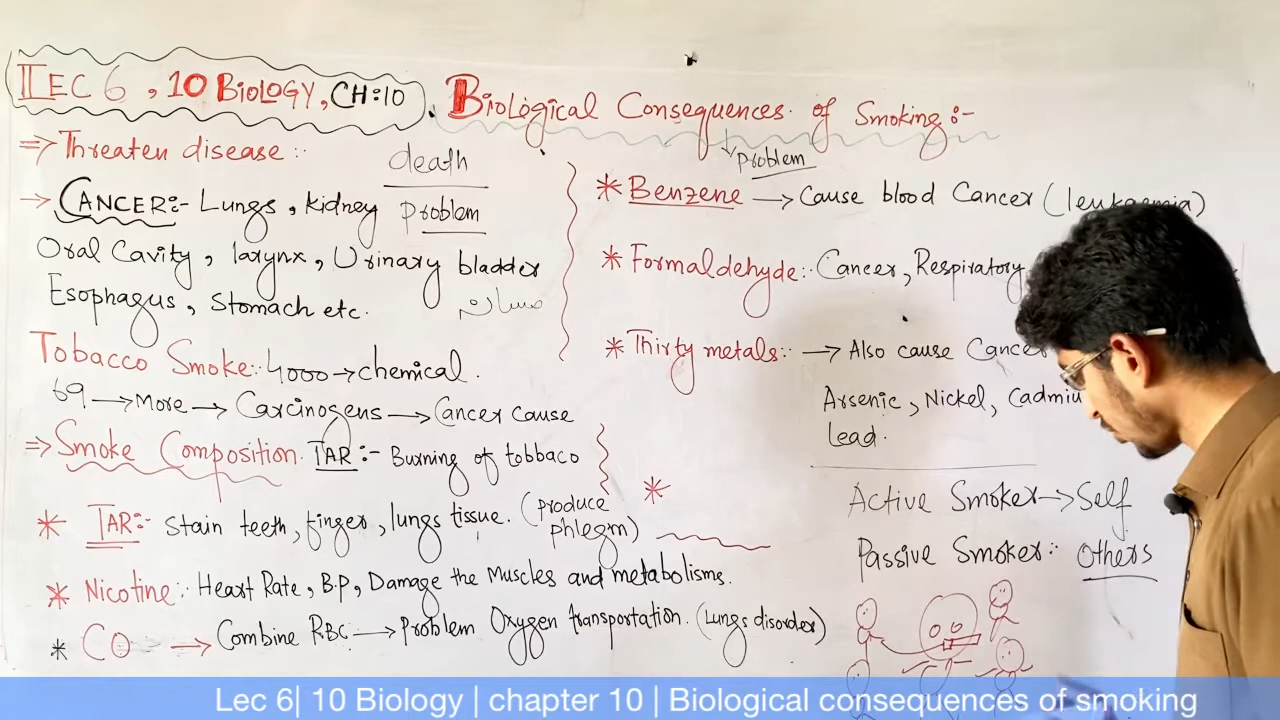 LEC 6, 10 BIOLOGY, CH:10. Biological Consequences of Smoking:-
=> Threaten disease:
death
→ CANCER:- Lungs, kidney
problem
Oral Cavity, larynx, Urinary bladder
مسانہ
Esophagus, Stomach etc.
Tobacco Smoke: 4000 → chemical.
69 → More → Carcinogens → Cancer cause
=> Smoke Composition. TAR:- Burning of tobbaco
* TAR:- stain teeth, finger, lungs tissue. (produce phlegm)
* Nicotine: Heart Rate, B.P, Damage the Muscles and metabolisms.
* CO → Combine RBC → Problem Oxygen transportation. (Lungs disorder)
problem
* Benzene → Cause blood Cancer (leukaemia)
* Formaldehyde: Cancer, Respiratory
* Thirty metals: → Also cause Cancer
Arsenic, Nickel, Cadmiu
lead.
*
Active Smoker → Self
Passive Smoker: Others
Lec 6| 10 Biology | chapter 10 | Biological consequences of smoking